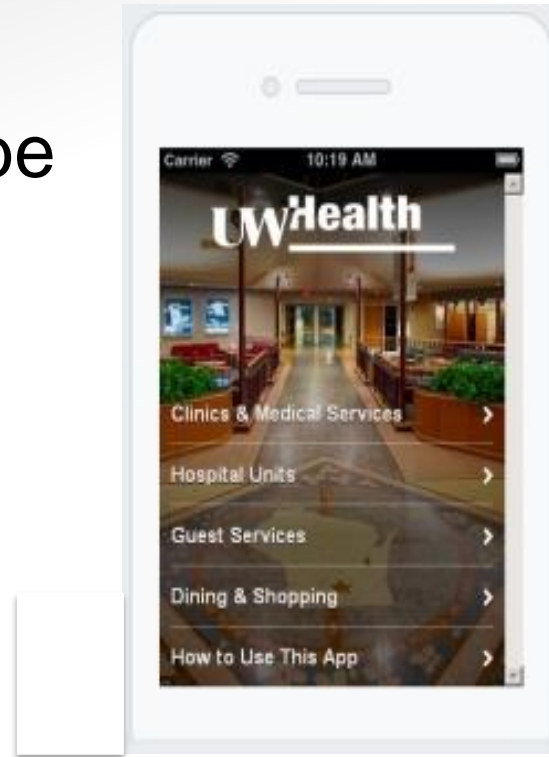 pe
Carrier 10:19 AM
UWHealth
Clinics & Medical Services
Hospital Units
Guest Services
Dining & Shopping
How to Use This App